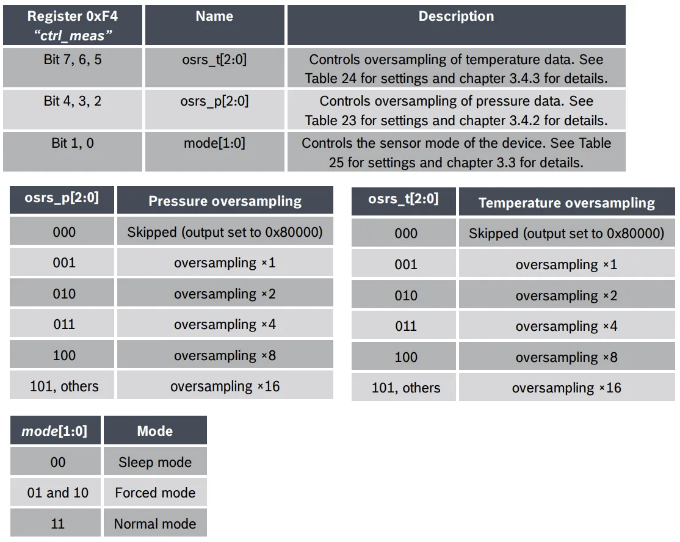 Register 0xF4 Name Description
“ctrl_meas”
Bit 7, 6, 5 osrs_t[2:0] Controls oversampling of temperature data. See
Table 24 for settings and chapter 3.4.3 for details.
Bit 4, 3, 2 osrs_p[2:0] Controls oversampling of pressure data. See
Table 23 for settings and chapter 3.4.2 for details.
Bit 1, 0 mode[1:0] Controls the sensor mode of the device. See Table
25 for settings and chapter 3.3 for details.
osrs_p[2:0] Pressure oversampling
000 Skipped (output set to 0x80000)
001 oversampling ×1
010 oversampling ×2
011 oversampling ×4
100 oversampling ×8
101, others oversampling ×16
osrs_t[2:0] Temperature oversampling
000 Skipped (output set to 0x80000)
001 oversampling ×1
010 oversampling ×2
011 oversampling ×4
100 oversampling ×8
101, others oversampling ×16
mode[1:0] Mode
00 Sleep mode
01 and 10 Forced mode
11 Normal mode